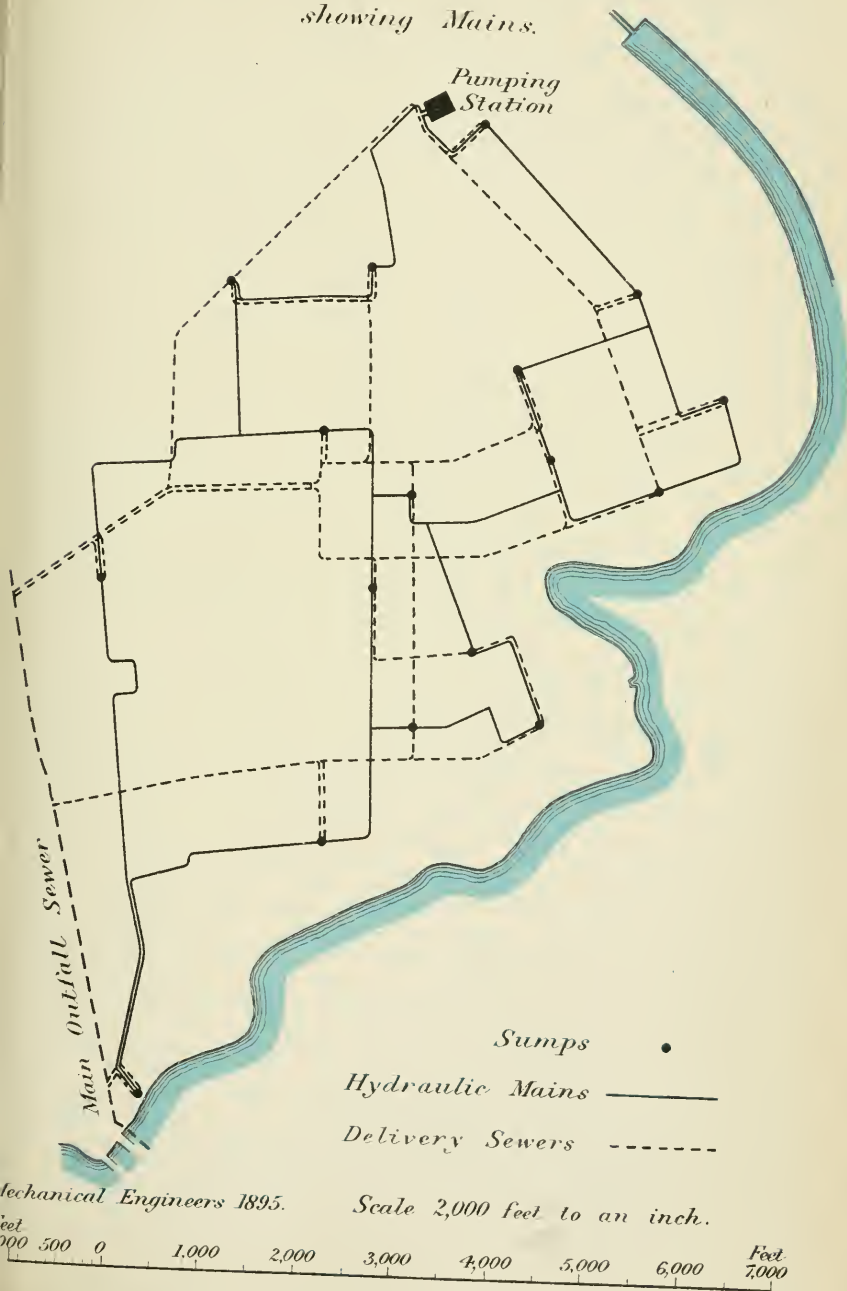 showing Mains.
Pumping
Station
Main Outfall Sewer
Sumps
Hydraulic Mains
Delivery Sewers
Mechanical Engineers 1895.
Scale 2,000 feet to an inch.
Feet
000 500 0 1,000 2,000 3,000 4,000 5,000 6,000 7,000
Feet